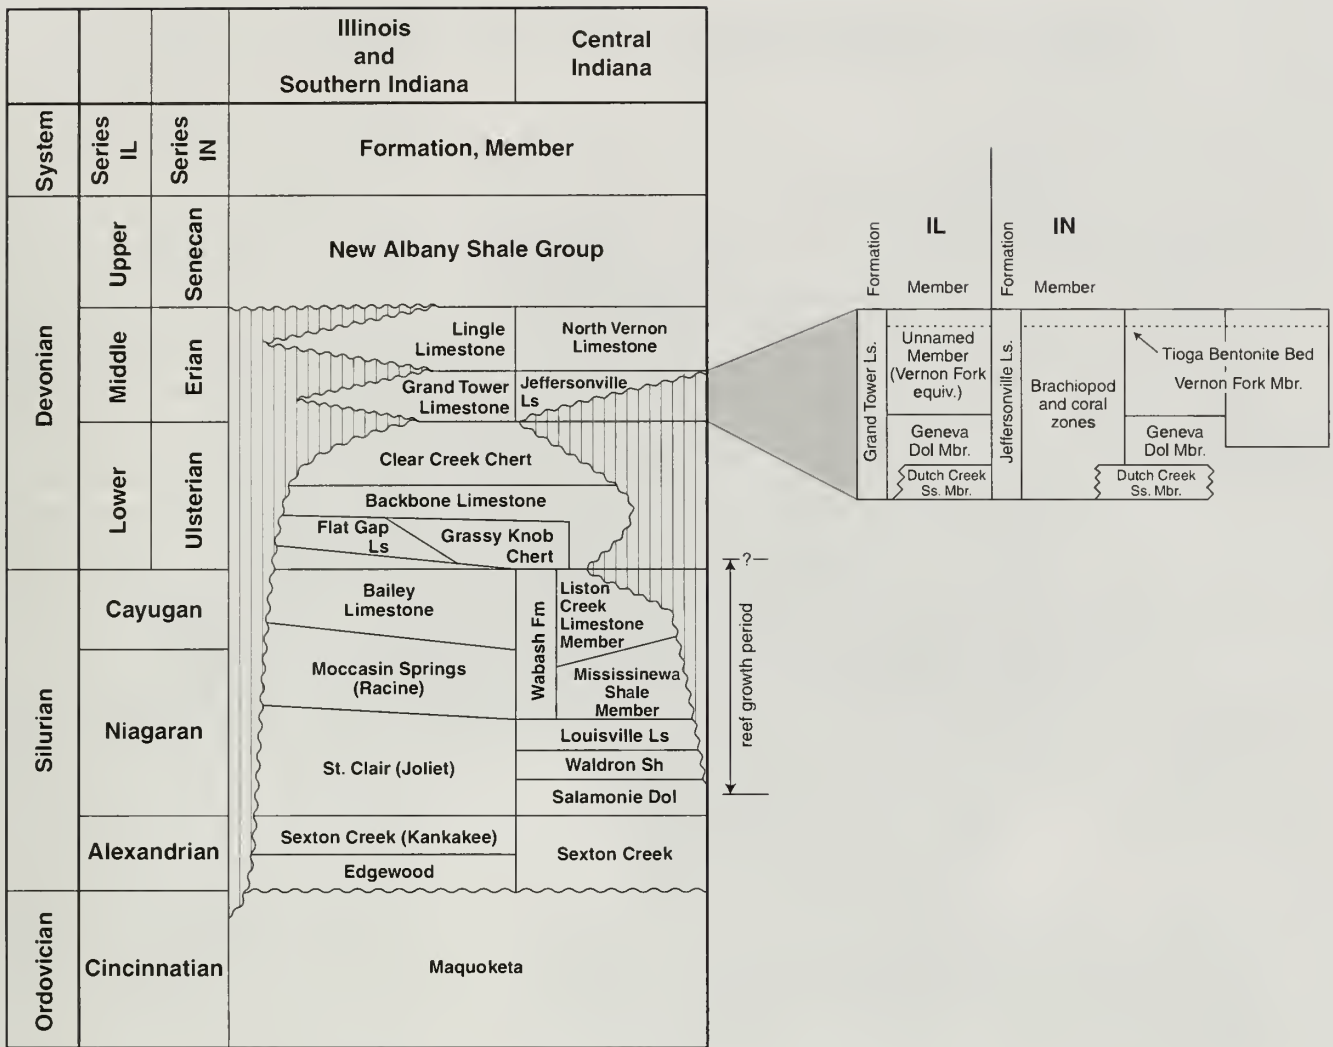 Illinois
and
Southern Indiana
Central
Indiana
System
Series
IL
Series
IN
Formation, Member
Devonian
Upper
Senecan
New Albany Shale Group
Middle
Erian
Lingle
Limestone
North Vernon
Limestone
Grand Tower
Limestone
Jeffersonville
Ls
Lower
Ulsterian
Clear Creek Chert
Backbone Limestone
Flat Gap
Ls
Grassy Knob
Chert
Silurian
Cayugan
Bailey
Limestone
Wabash Fm
Liston
Creek
Limestone
Member
Niagaran
Moccasin Springs
(Racine)
Mississinewa
Shale
Member
St. Clair (Joliet)
Louisville Ls
Waldron Sh
Salamonie Dol
Alexandrian
Sexton Creek (Kankakee)
Edgewood
Sexton Creek
Ordovician
Cincinnatian
Maquoketa
?
reef growth period
IL
IN
Formation
Member
Formation
Member
Grand Tower Ls.
Unnamed
Member
(Vernon Fork
equiv.)
Geneva
Dol Mbr.
Dutch Creek
Ss. Mbr.
Jeffersonville Ls.
Brachiopod
and coral
zones
Tioga Bentonite Bed
Vernon Fork Mbr.
Geneva
Dol Mbr.
Dutch Creek
Ss. Mbr.